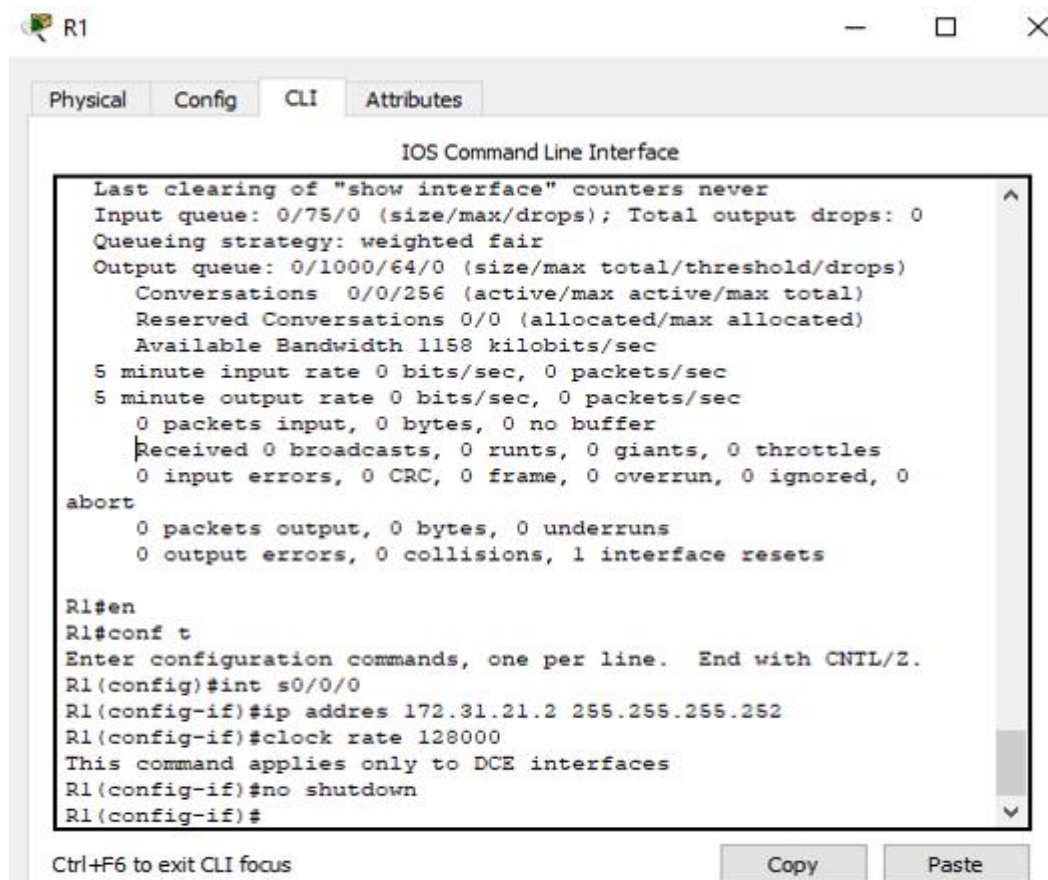 R1
Physical Config CLI Attributes
IOS Command Line Interface
Last clearing of "show interface" counters never
Input queue: 0/75/0 (size/max/drops); Total output drops: 0
Queueing strategy: weighted fair
Output queue: 0/1000/64/0 (size/max total/threshold/drops)
Conversations 0/0/256 (active/max active/max total)
Reserved Conversations 0/0 (allocated/max allocated)
Available Bandwidth 1158 kilobits/sec
5 minute input rate 0 bits/sec, 0 packets/sec
5 minute output rate 0 bits/sec, 0 packets/sec
0 packets input, 0 bytes, 0 no buffer
Received 0 broadcasts, 0 runts, 0 giants, 0 throttles
0 input errors, 0 CRC, 0 frame, 0 overrun, 0 ignored, 0
abort
0 packets output, 0 bytes, 0 underruns
0 output errors, 0 collisions, 1 interface resets
R1#en
R1#conf t
Enter configuration commands, one per line. End with CNTL/Z.
R1(config)#int s0/0/0
R1(config-if)#ip addres 172.31.21.2 255.255.255.252
R1(config-if)#clock rate 128000
This command applies only to DCE interfaces
R1(config-if)#no shutdown
R1(config-if)#
Ctrl+F6 to exit CLI focus
Copy Paste